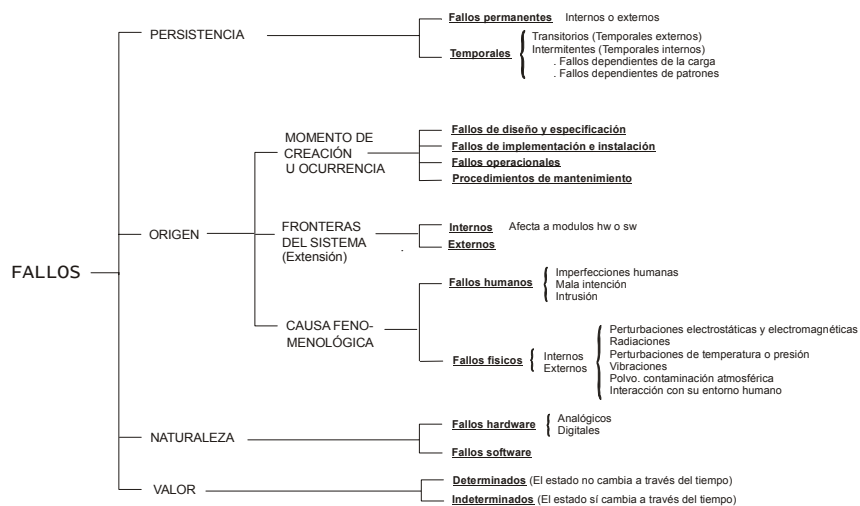 FALLOS
PERSISTENCIA
Fallos permanentes Internos o externos
Temporales
Transitorios (Temporales externos)
Intermitentes (Temporales internos)
. Fallos dependientes de la carga
. Fallos dependientes de patrones
ORIGEN
MOMENTO DE
CREACIÓN
U OCURRENCIA
Fallos de diseño y especificación
Fallos de implementación e instalación
Fallos operacionales
Procedimientos de mantenimiento
FRONTERAS
DEL SISTEMA
(Extensión)
.
Internos Afecta a modulos hw o sw
Externos
CAUSA FENO-
MENOLÓGICA
Fallos humanos
Imperfecciones humanas
Mala intención
Intrusión
Fallos fisicos
Internos
Externos
Perturbaciones electrostáticas y electromagnéticas
Radiaciones
Perturbaciones de temperatura o presión
Vibraciones
Polvo. contaminación atmosférica
Interacción con su entorno humano
NATURALEZA
Fallos hardware
Analógicos
Digitales
Fallos software
VALOR
Determinados (El estado no cambia a través del tiempo)
Indeterminados (El estado sí cambia a través del tiempo)